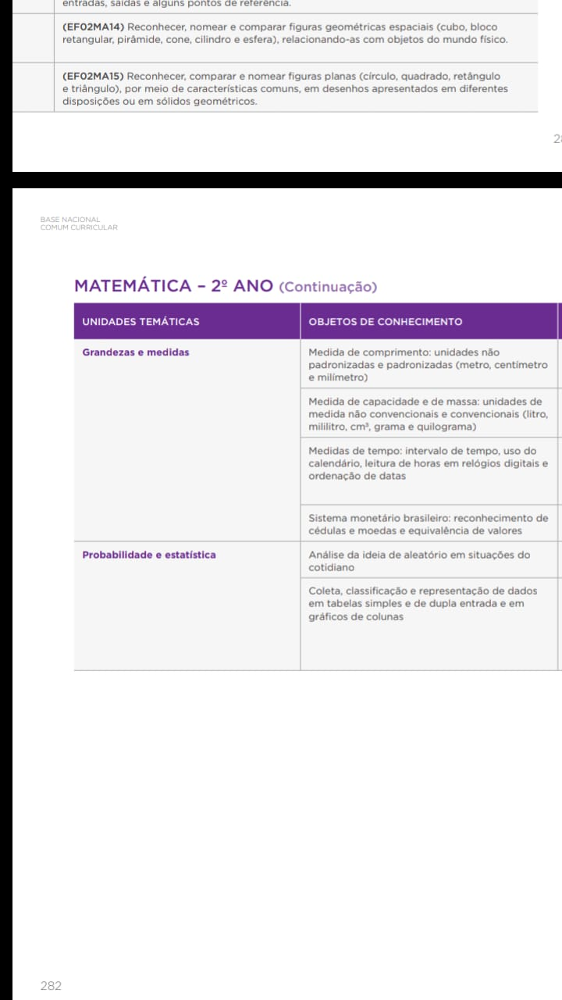 entradas, saídas e alguns pontos de referência.
(EF02MA14) Reconhecer, nomear e comparar figuras geométricas espaciais (cubo, bloco
retangular, pirâmide, cone, cilindro e esfera), relacionando-as com objetos do mundo físico.
(EF02MA15) Reconhecer, comparar e nomear figuras planas (círculo, quadrado, retângulo
e triângulo), por meio de características comuns, em desenhos apresentados em diferentes
disposições ou em sólidos geométricos.
BASE NACIONAL
COMUM CURRICULAR
MATEMÁTICA – 2º ANO (Continuação)
UNIDADES TEMÁTICAS
OBJETOS DE CONHECIMENTO
Grandezas e medidas
Medida de comprimento: unidades não
padronizadas e padronizadas (metro, centímetro
e milímetro)
Medida de capacidade e de massa: unidades de
medida não convencionais e convencionais (litro,
mililitro, cm³, grama e quilograma)
Medidas de tempo: intervalo de tempo, uso do
calendário, leitura de horas em relógios digitais e
ordenação de datas
Sistema monetário brasileiro: reconhecimento de
cédulas e moedas e equivalência de valores
Probabilidade e estatística
Análise da ideia de aleatório em situações do
cotidiano
Coleta, classificação e representação de dados
em tabelas simples e de dupla entrada e em
gráficos de colunas
282